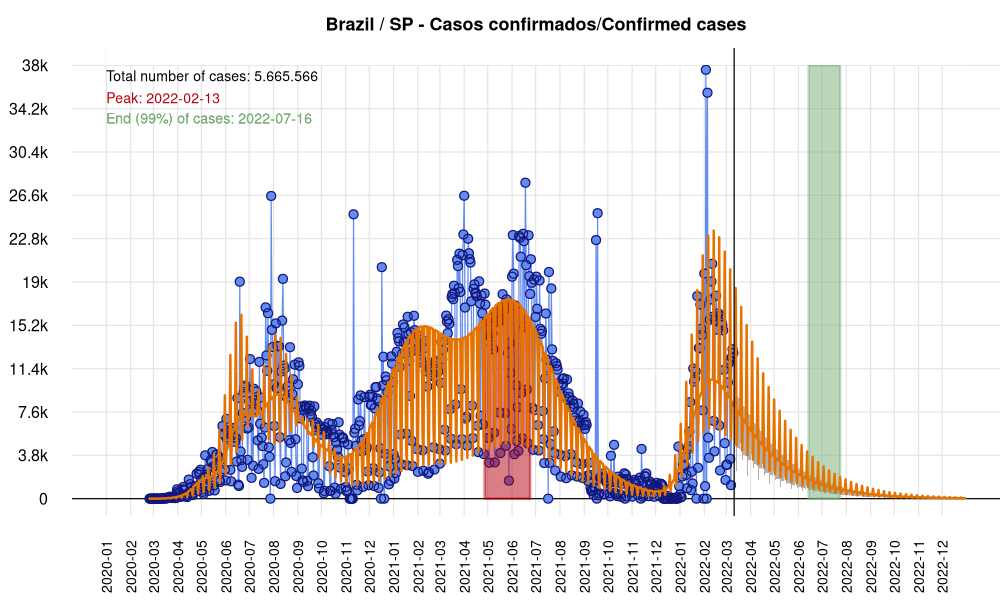 Brazil / SP - Casos confirmados/Confirmed cases
38k
34.2k
30.4k
26.6k
22.8k
19k
15.2k
11.4k
7.6k
3.8k
0
Total number of cases: 5.665.566
Peak: 2022-02-13
End (99%) of cases: 2022-07-16
2020-01
2020-02
2020-03
2020-04
2020-05
2020-06
2020-07
2020-08
2020-09
2020-10
2020-11
2020-12
2021-01
2021-02
2021-03
2021-04
2021-05
2021-06
2021-07
2021-08
2021-09
2021-10
2021-11
2021-12
2022-01
2022-02
2022-03
2022-04
2022-05
2022-06
2022-07
2022-08
2022-09
2022-10
2022-11
2022-12